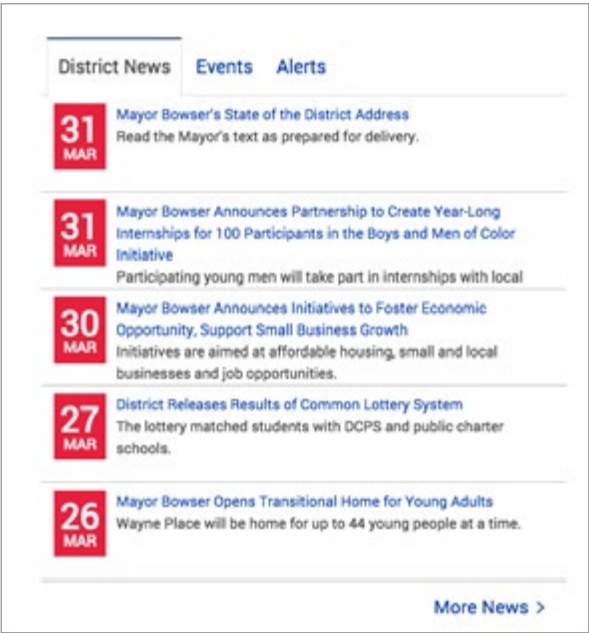 District News Events Alerts
31
MAR
Mayor Bowser's State of the District Address
Read the Mayor's text as prepared for delivery.
31
MAR
Mayor Bowser Announces Partnership to Create Year-Long
Internships for 100 Participants in the Boys and Men of Color
Initiative
Participating young men will take part in internships with local
30
MAR
Mayor Bowser Announces Initiatives to Foster Economic
Opportunity, Support Small Business Growth
Initiatives are aimed at affordable housing, small and local
businesses and job opportunities.
27
MAR
District Releases Results of Common Lottery System
The lottery matched students with DCPS and public charter
schools.
26
MAR
Mayor Bowser Opens Transitional Home for Young Adults
Wayne Place will be home for up to 44 young people at a time.
More News >